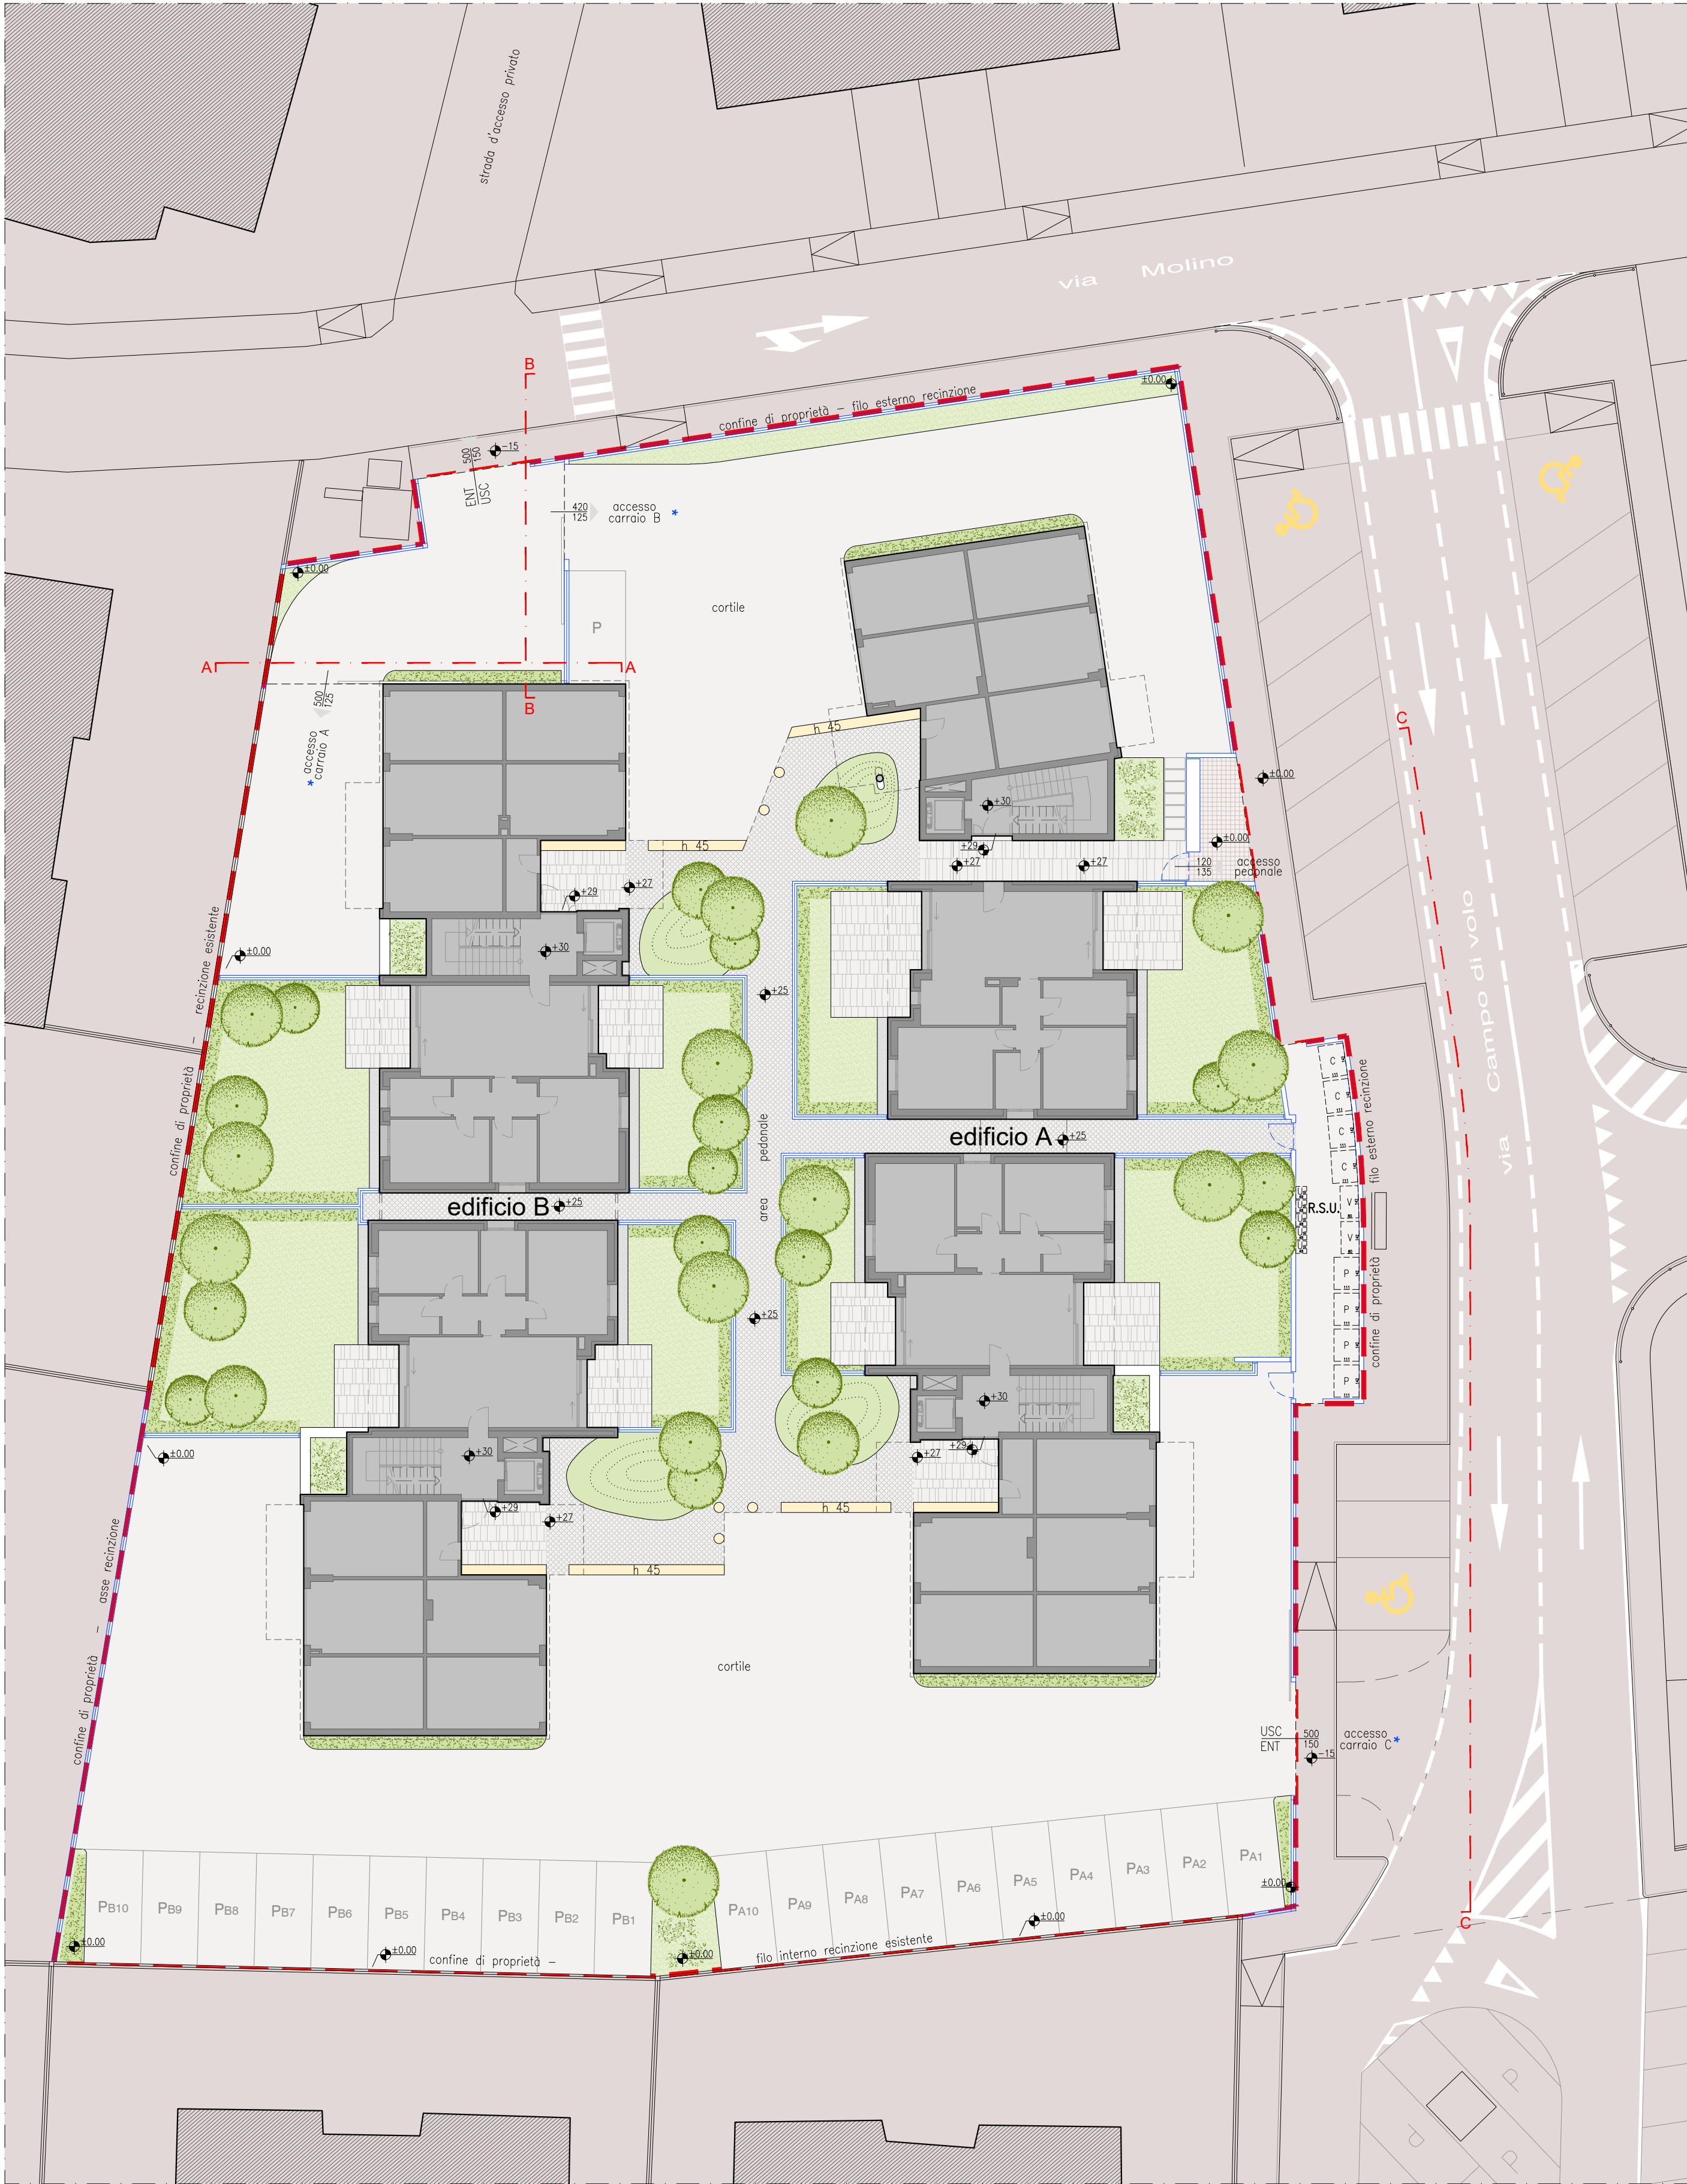 strada d'accesso privato
via Molino
B
±0.00
confine di proprietà – filo esterno recinzione
-15
500
150
ENT
USC
420
125
accesso
carraio B *
±0.00
cortile
P
A
A
B
500
125
accesso
carraio A
*
C
h 45
±0.00
+30
h 45
+29
±0.00
+27
+27
120
135
accesso
pedonale
+29
+27
+30
±0.00
+25
via Campo di volo
confine di proprietà – recinzione esistente
area pedonale
edificio A
+25
edificio B
+25
C
C
C
C
V
V
P
P
P
P
R.S.U.
confine di proprietà filo esterno recinzione
+25
+30
+30
±0.00
+27
+29
+29
+27
h 45
h 45
confine di proprietà – asse recinzione
cortile
USC
ENT
500
150
accesso
carraio C *
-15
PB10
PB9
PB8
PB7
PB6
PB5
PB4
PB3
PB2
PB1
PA10
PA9
PA8
PA7
PA6
PA5
PA4
PA3
PA2
PA1
±0.00
±0.00
±0.00
±0.00
±0.00
confine di proprietà –
filo interno recinzione esistente
C
P
P
P